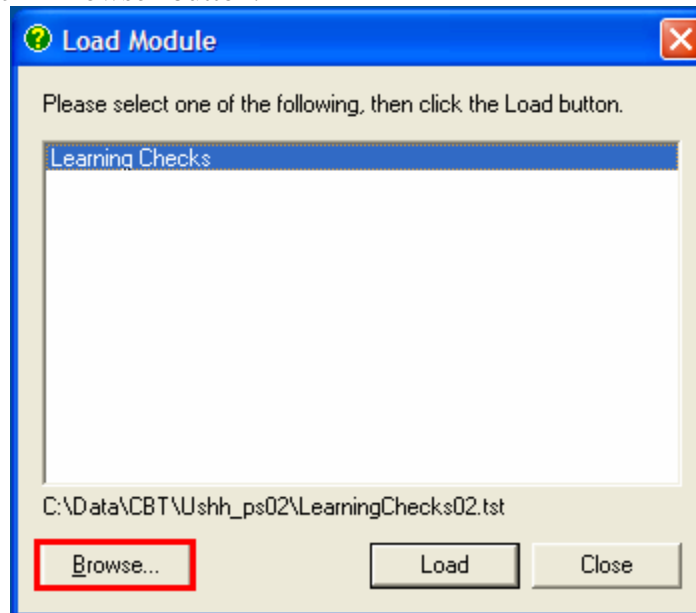 Load Module
Please select one of the following, then click the Load button.
Learning Checks
C:\Data\CBT\Ushh_ps02\LearningChecks02.tst
Browse... Load Close